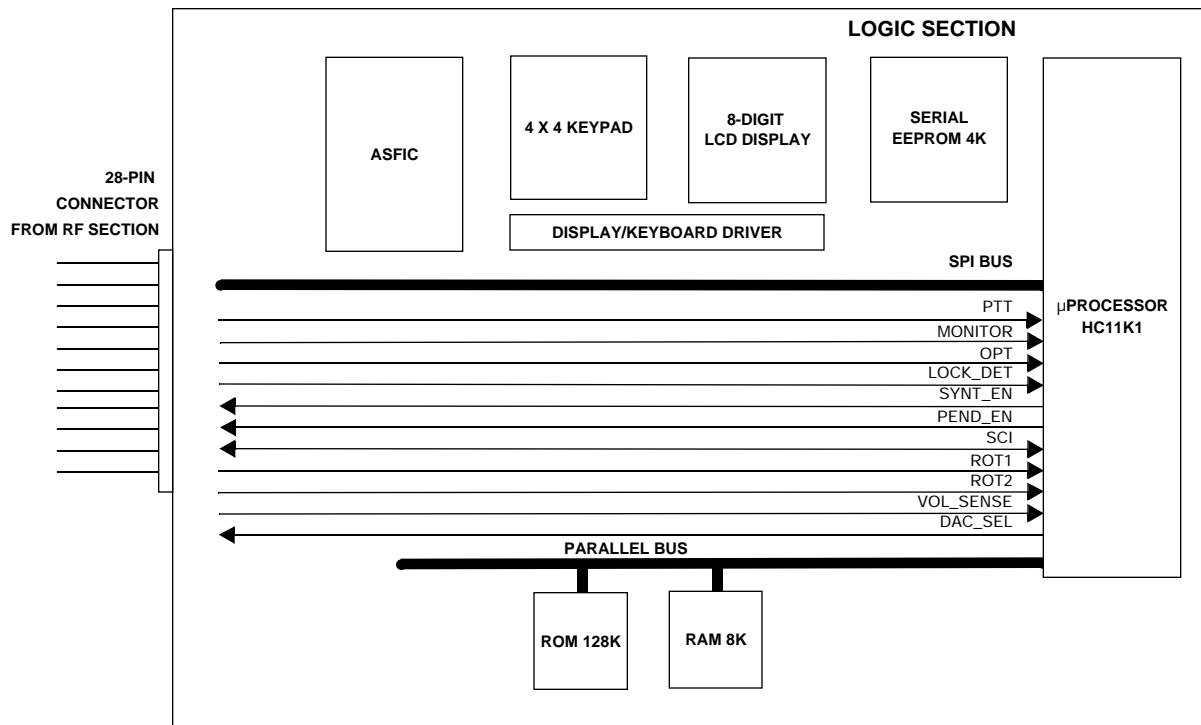 LOGIC SECTION
ASFIC
4 X 4 KEYPAD
8-DIGIT
LCD DISPLAY
SERIAL
EEPROM 4K
28-PIN
CONNECTOR
FROM RF SECTION
DISPLAY/KEYBOARD DRIVER
SPI BUS
µPROCESSOR
HC11K1
PTT
MONITOR
OPT
LOCK_DET
SYNT_EN
PEND_EN
SCI
ROT1
ROT2
VOL_SENSE
DAC_SEL
PARALLEL BUS
ROM 128K
RAM 8K